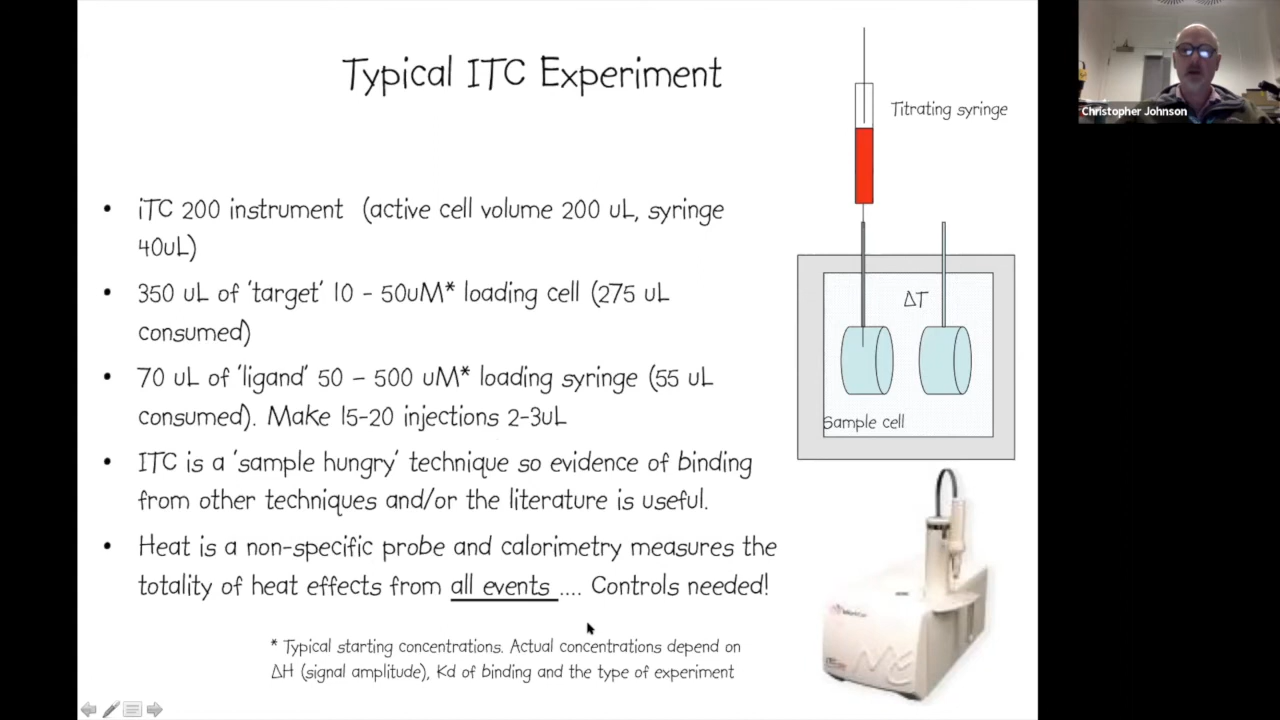 Typical ITC Experiment
Titrating syringe
• iTC 200 instrument (active cell volume 200 uL, syringe
40uL)
• 350 uL of 'target' 10 – 50uM* loading cell (275 uL
consumed)
• 70 uL of 'ligand' 50 – 500 uM* loading syringe (55 uL
consumed). Make 15-20 injections 2-3uL
• ITC is a 'sample hungry' technique so evidence of binding
from other techniques and/or the literature is useful.
• Heat is a non-specific probe and calorimetry measures the
totality of heat effects from all events .... Controls needed!
* Typical starting concentrations. Actual concentrations depend on
ΔH (signal amplitude), Kd of binding and the type of experiment
ΔT
Sample cell
Christopher Johnson